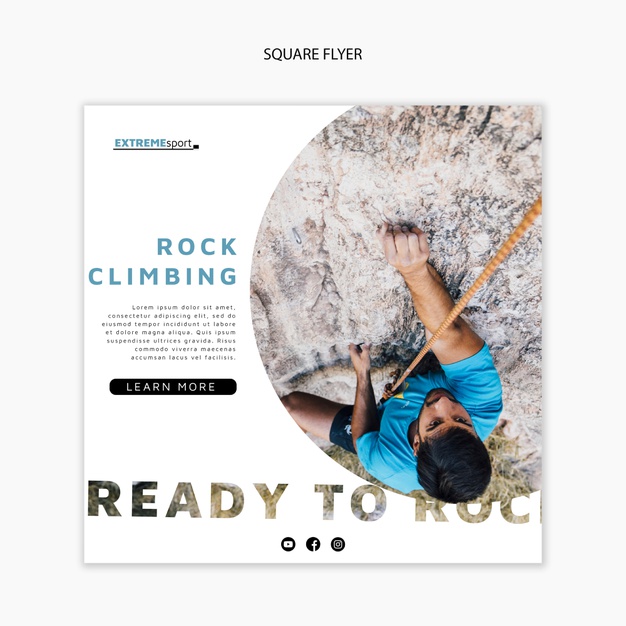 SQUARE FLYER
EXTREMEsport
ROCK
CLIMBING
Lorem ipsum dolor sit amet,
consectetur adipiscing elit, sed do
eiusmod tempor incididunt ut labore
et dolore magna aliqua. Quis ipum
suspendisse ultrices gravida. Risus
commodo viverra maecenas
accumsan lacus vel facilisis.
LEARN MORE
READY TO ROC